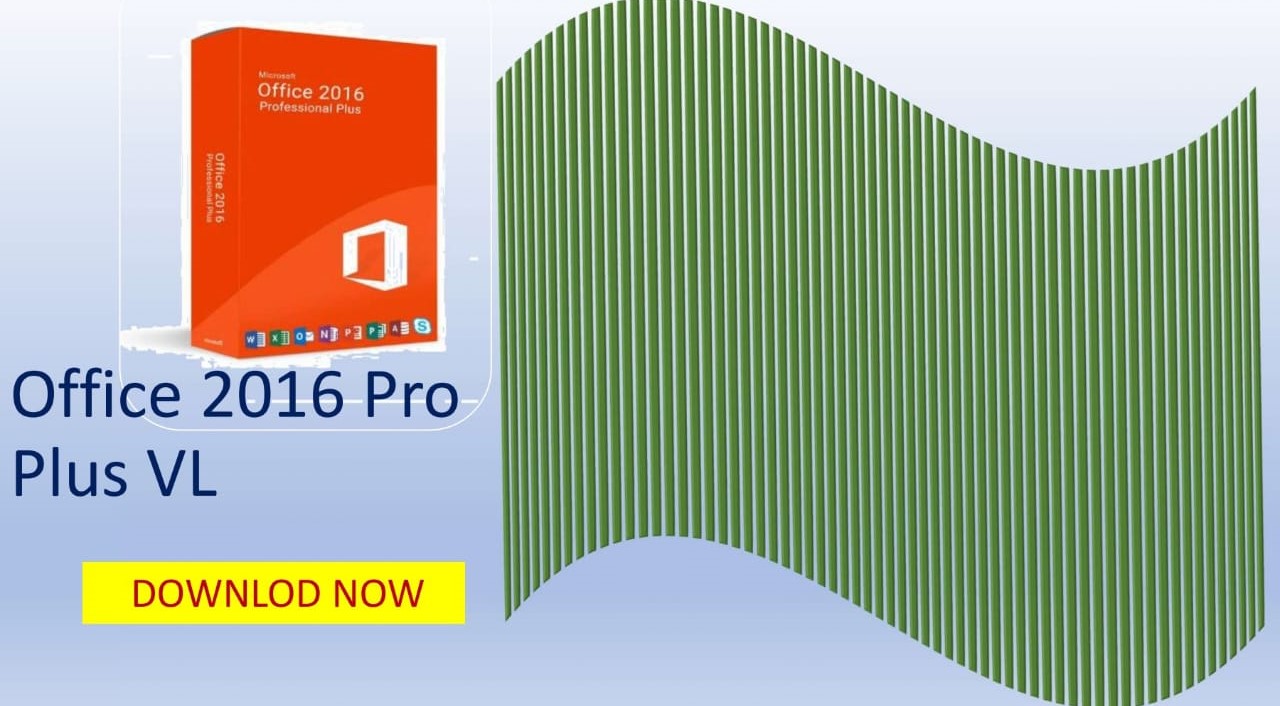 Microsoft
Office 2016
Professional Plus
Office 2016
Professional Plus
Office 2016 Pro
Plus VL
DOWNLOD NOW